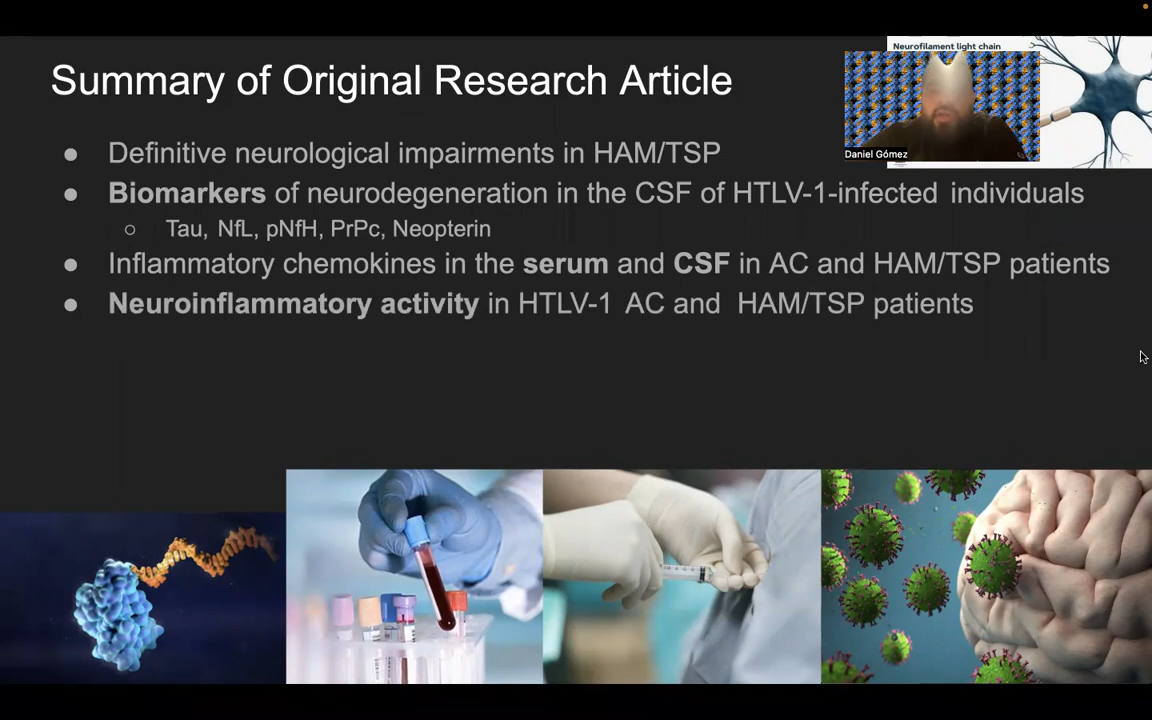 Summary of Original Research Article
Neurofilament light chain
Daniel Gómez
● Definitive neurological impairments in HAM/TSP
● Biomarkers of neurodegeneration in the CSF of HTLV-1-infected individuals
○ Tau, NfL, pNfH, PrPc, Neopterin
● Inflammatory chemokines in the serum and CSF in AC and HAM/TSP patients
● Neuroinflammatory activity in HTLV-1 AC and HAM/TSP patients